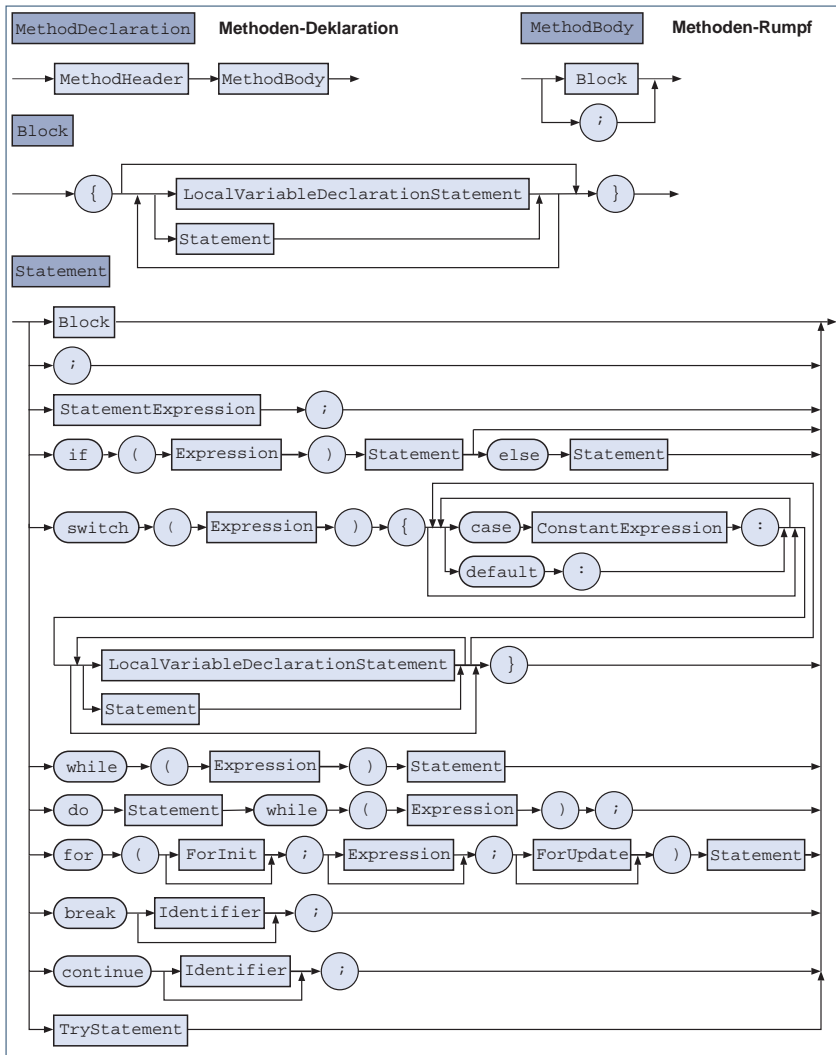 MethodDeclaration Methoden-Deklaration MethodBody Methoden-Rumpf
MethodHeader MethodBody Block
;
Block
{ LocalVariableDeclarationStatement }
Statement
Statement
Block
;
StatementExpression ;
if ( Expression ) Statement else Statement
switch ( Expression ) { case ConstantExpression :
default :
LocalVariableDeclarationStatement }
Statement
while ( Expression ) Statement
do Statement while ( Expression ) ;
for ( ForInit ; Expression ; ForUpdate ) Statement
break Identifier ;
continue Identifier ;
TryStatement